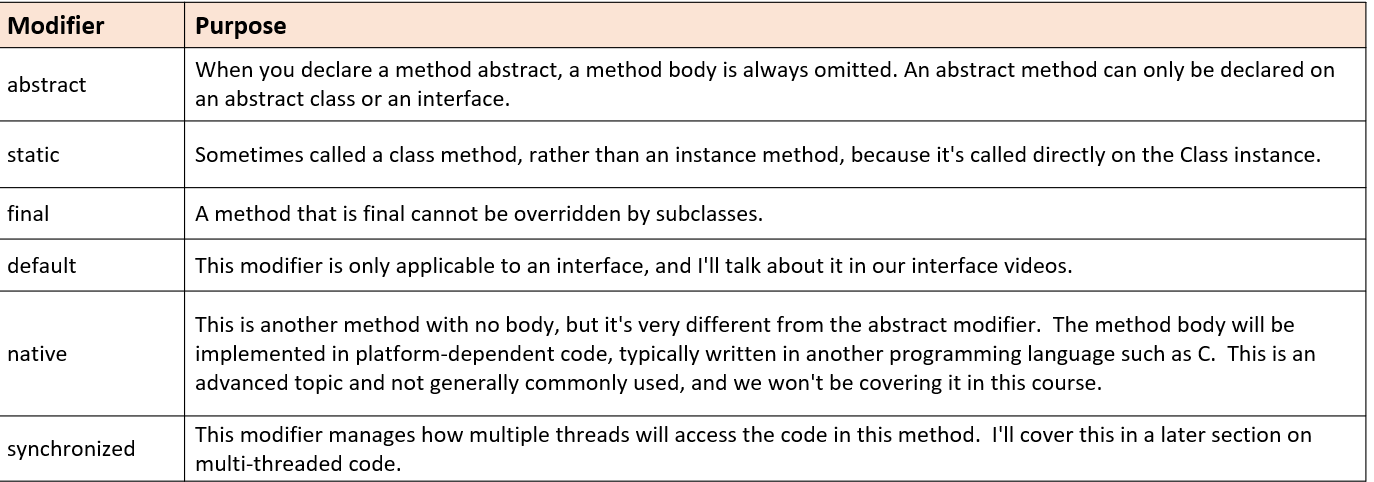 Modifier Purpose
abstract
When you declare a method abstract, a method body is always omitted. An abstract method can only be declared on
an abstract class or an interface.
static
Sometimes called a class method, rather than an instance method, because it's called directly on the Class instance.
final
A method that is final cannot be overridden by subclasses.
default
This modifier is only applicable to an interface, and I'll talk about it in our interface videos.
native
This is another method with no body, but it's very different from the abstract modifier.  The method body will be
implemented in platform-dependent code, typically written in another programming language such as C.  This is an
advanced topic and not generally commonly used, and we won't be covering it in this course.
synchronized
This modifier manages how multiple threads will access the code in this method.  I'll cover this in a later section on
multi-threaded code.